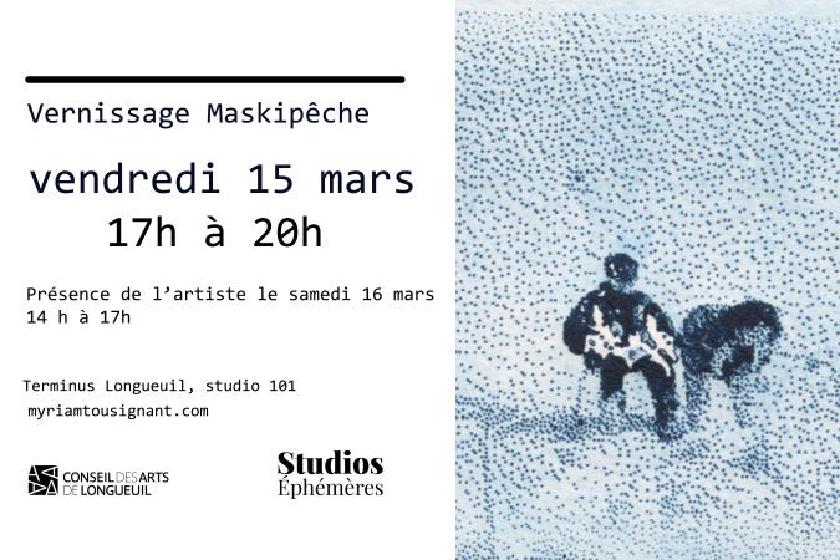 Vernissage Maskipêche
vendredi 15 mars
17h à 20h
Présence de l’artiste le samedi 16 mars
14 h à 17h
Terminus Longueuil, studio 101
myriamtousignant.com
CONSEIL DES ARTS
DE LONGUEUIL
Studios
Éphémères